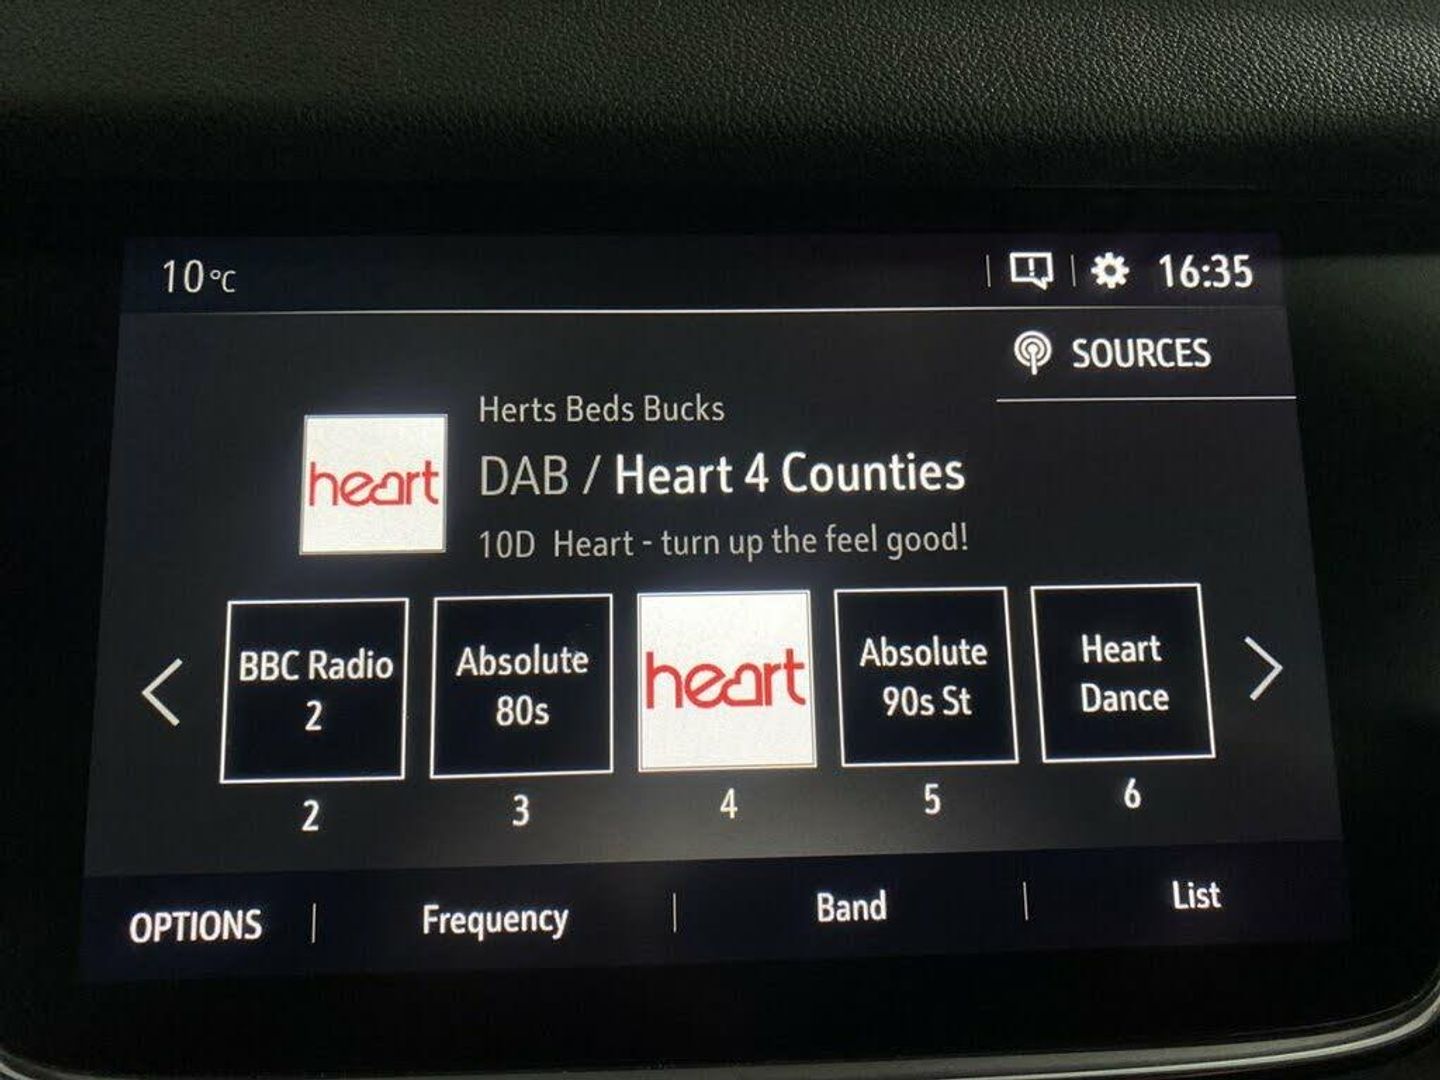 10°C
16:35
SOURCES
Herts Beds Bucks
heart
DAB / Heart 4 Counties
10D Heart - turn up the feel good!
BBC Radio
2
Absolute
80s
heart
Absolute
90s St
Heart
Dance
2
3
4
5
6
OPTIONS
Frequency
Band
List